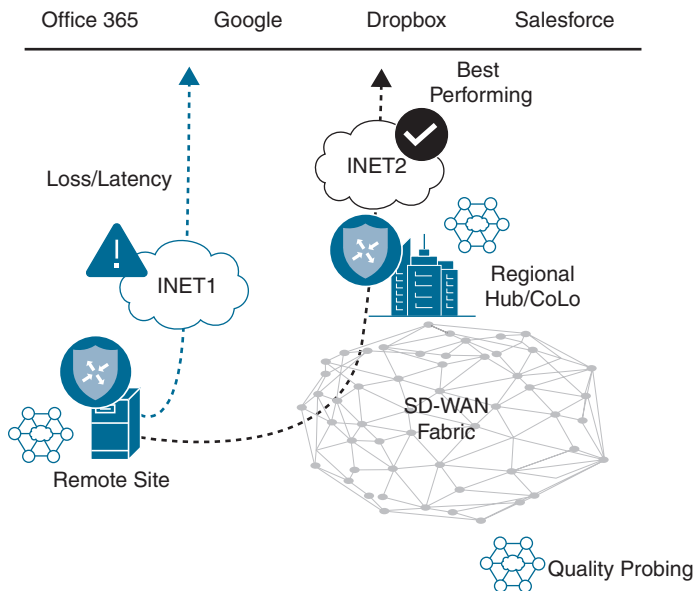 Office 365 Google Dropbox Salesforce
Best
Performing
INET2
Loss/Latency
INET1
Regional
Hub/CoLo
SD-WAN
Fabric
Remote Site
Quality Probing